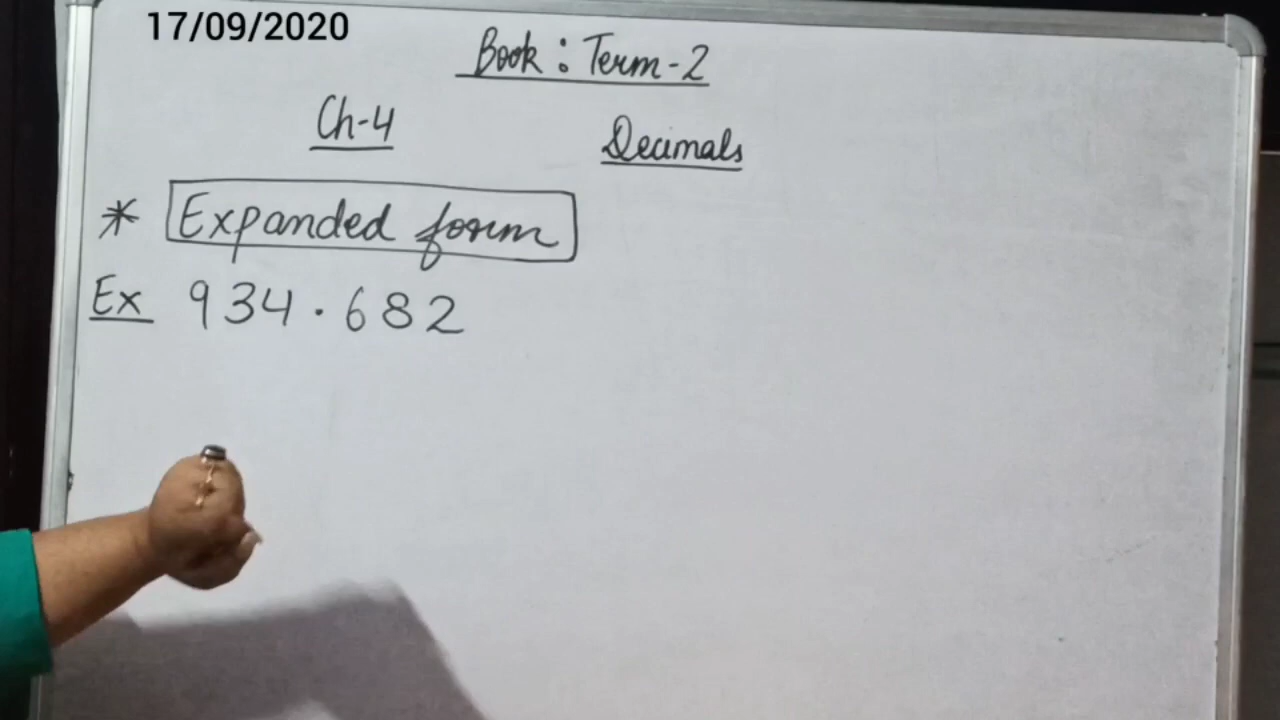 17/09/2020
Book : Term-2
Ch-4 Decimals
* Expanded form
Ex 934.682